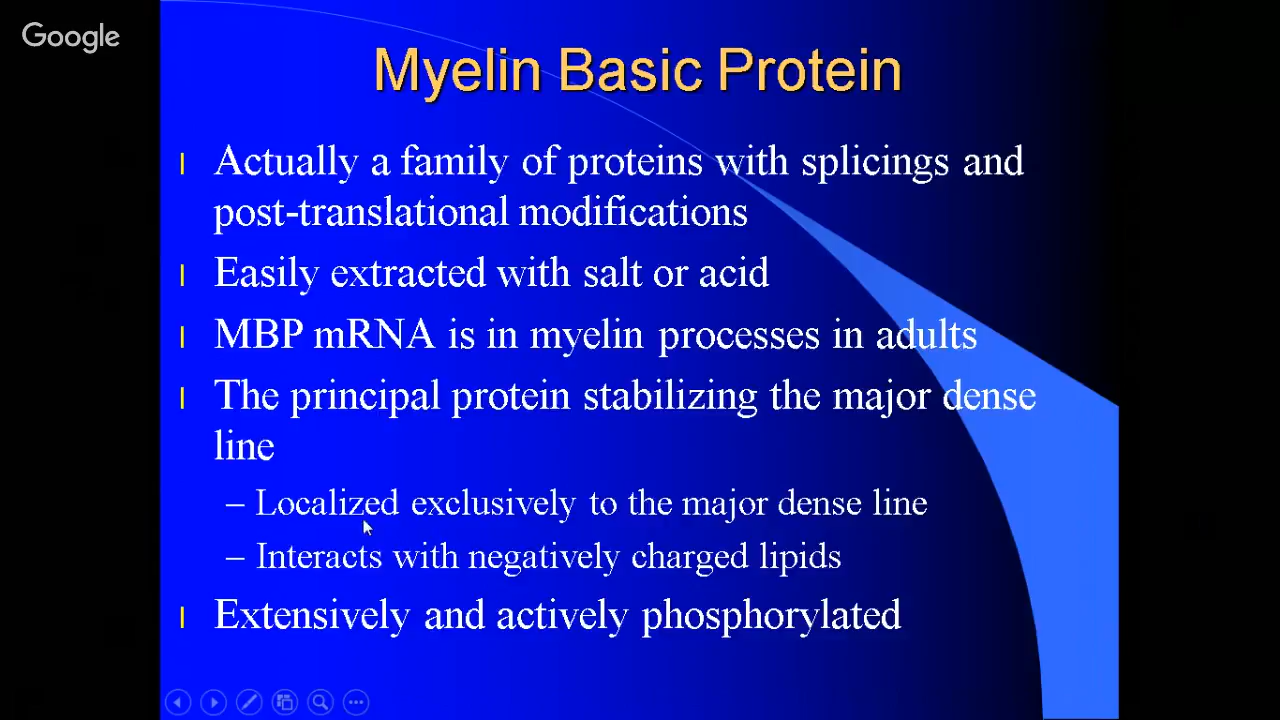 Google
Myelin Basic Protein
Actually a family of proteins with splicings and
post-translational modifications
Easily extracted with salt or acid
MBP mRNA is in myelin processes in adults
The principal protein stabilizing the major dense
line
– Localized exclusively to the major dense line
– Interacts with negatively charged lipids
Extensively and actively phosphorylated